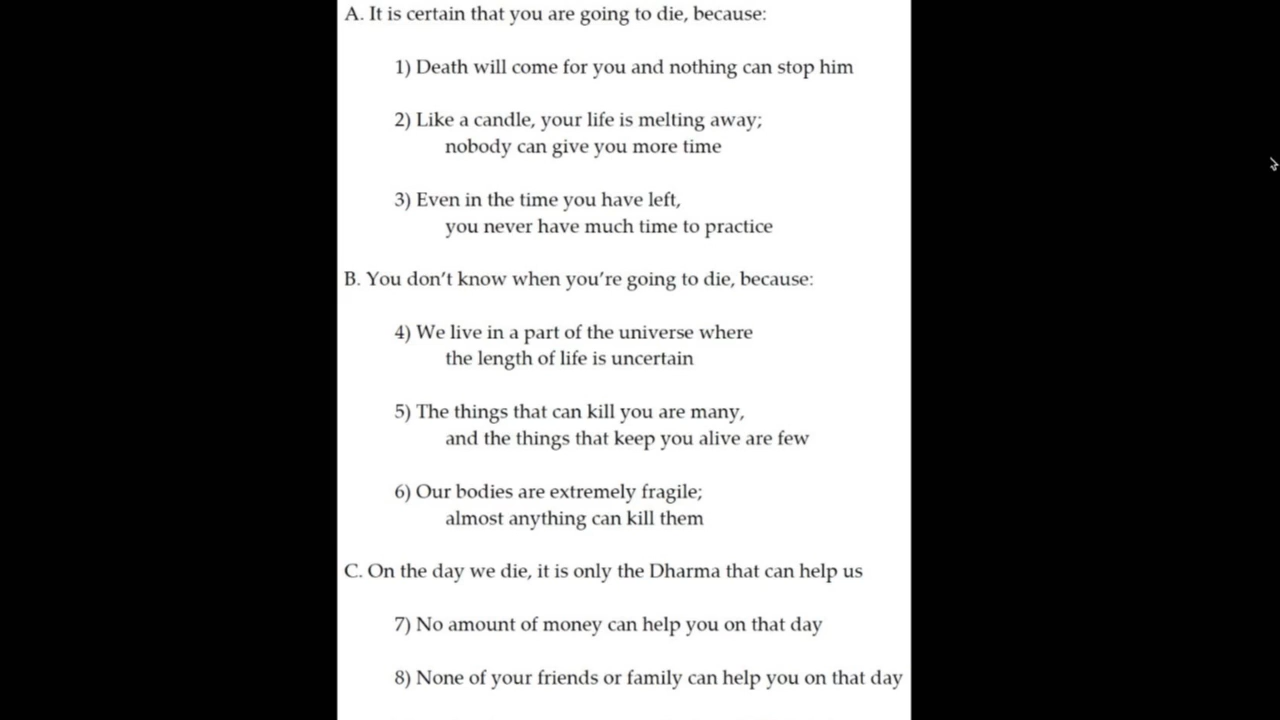 A. It is certain that you are going to die, because:
1) Death will come for you and nothing can stop him
2) Like a candle, your life is melting away;
nobody can give you more time
3) Even in the time you have left,
you never have much time to practice
B. You don’t know when you’re going to die, because:
4) We live in a part of the universe where
the length of life is uncertain
5) The things that can kill you are many,
and the things that keep you alive are few
6) Our bodies are extremely fragile;
almost anything can kill them
C. On the day we die, it is only the Dharma that can help us
7) No amount of money can help you on that day
8) None of your friends or family can help you on that day